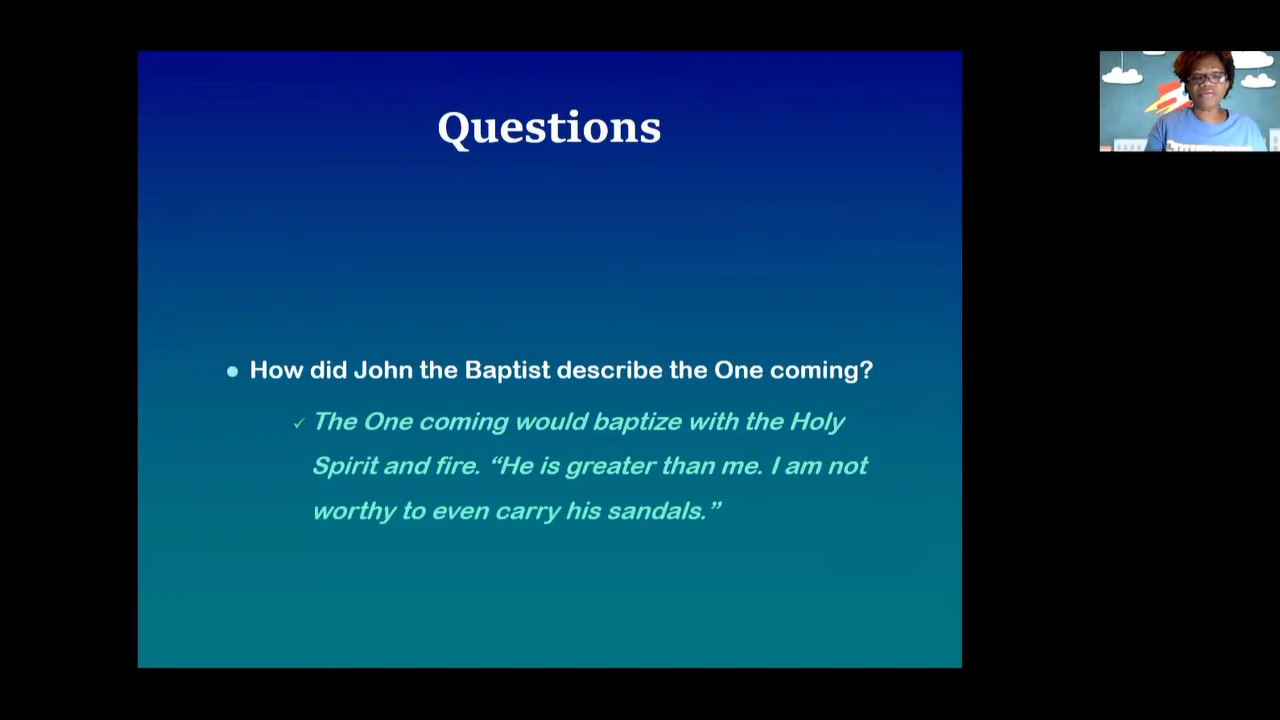 Questions
• How did John the Baptist describe the One coming?
✓ The One coming would baptize with the Holy
Spirit and fire. “He is greater than me. I am not
worthy to even carry his sandals.”